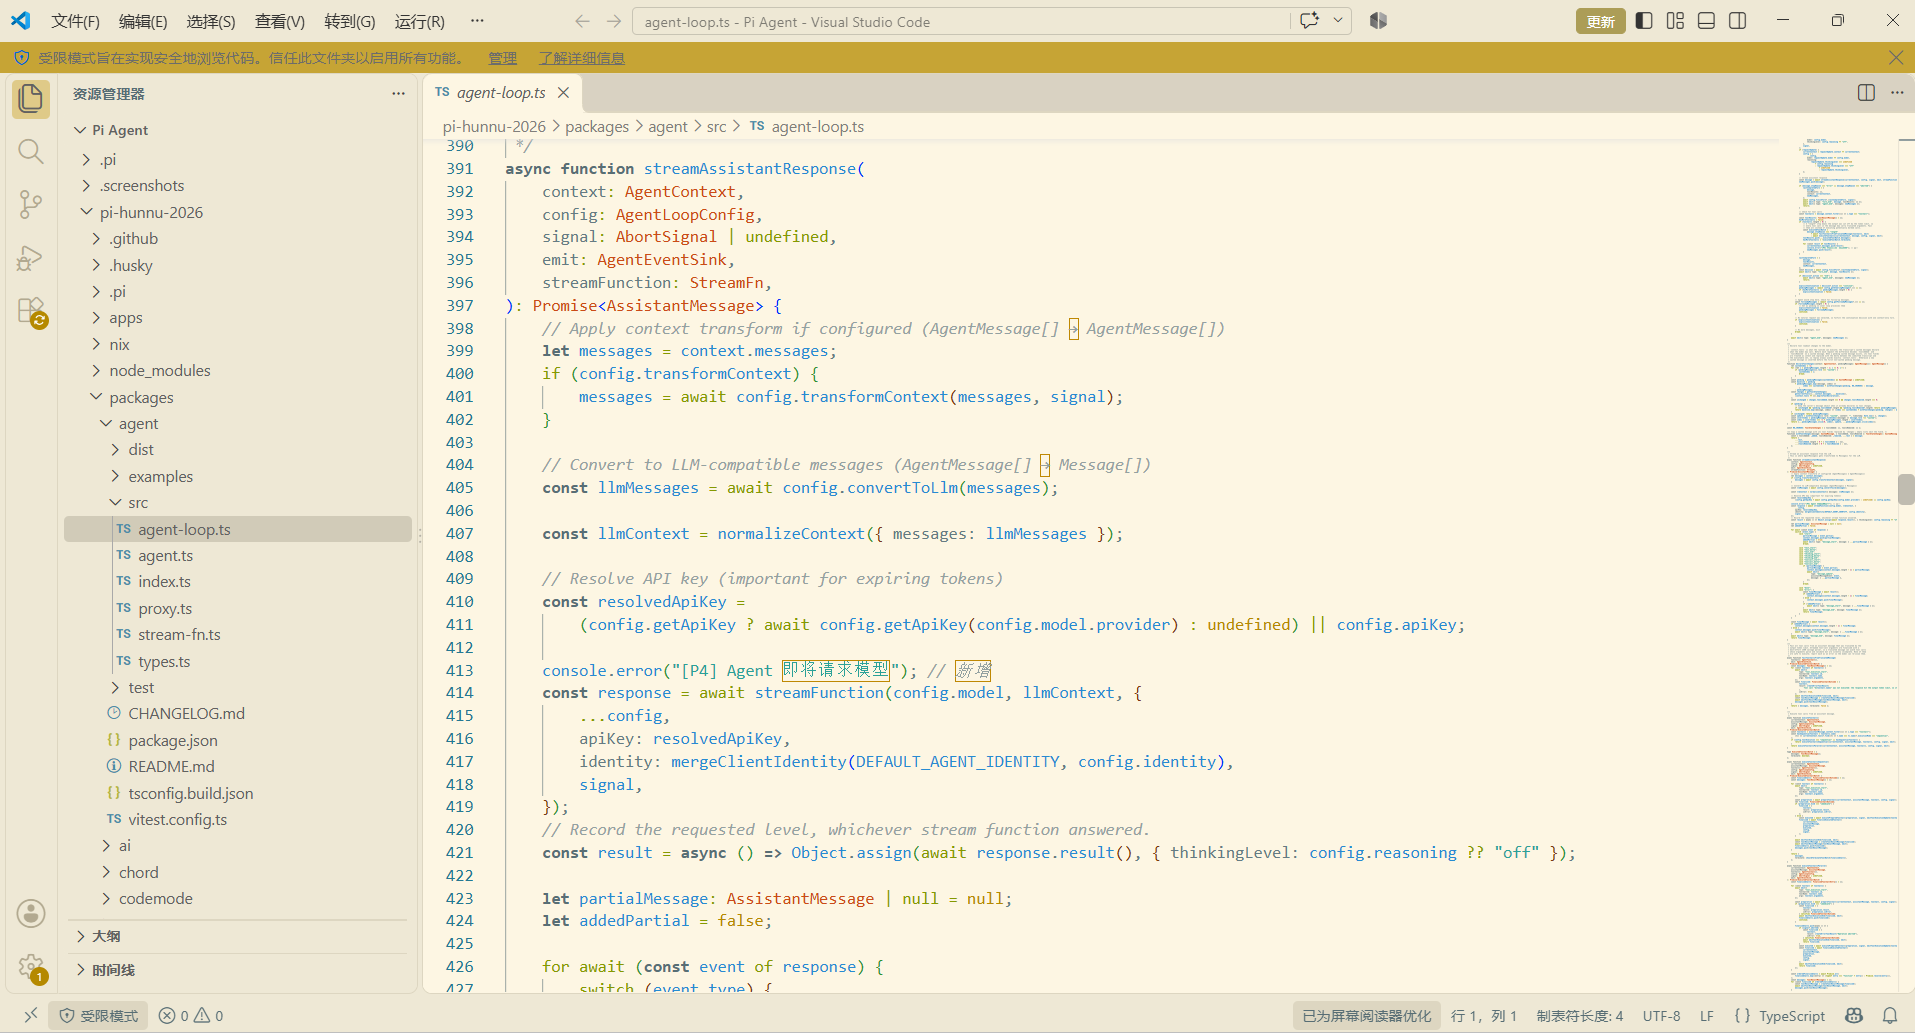 文件(F) 编辑(E) 选择(S) 查看(V) 转到(G) 运行(R) ···
agent-loop.ts - Pi Agent - Visual Studio Code
更新
受限模式旨在实现安全地浏览代码。信任此文件夹以启用所有功能。 管理 了解详细信息
资源管理器
Pi Agent
.pi
.screenshots
pi-hunnu-2026
.github
.husky
.pi
apps
nix
node_modules
packages
agent
dist
examples
src
TS agent-loop.ts
TS agent.ts
TS index.ts
TS proxy.ts
TS stream-fn.ts
TS types.ts
test
CHANGELOG.md
{} package.json
README.md
{} tsconfig.build.json
TS vitest.config.ts
ai
chord
codemode
大纲
时间线
1
TS agent-loop.ts
pi-hunnu-2026 > packages > agent > src > TS agent-loop.ts
390 */
391 async function streamAssistantResponse(
392 context: AgentContext,
393 config: AgentLoopConfig,
394 signal: AbortSignal | undefined,
395 emit: AgentEventSink,
396 streamFunction: StreamFn,
397 ): Promise<AssistantMessage> {
398 // Apply context transform if configured (AgentMessage[] → AgentMessage[])
399 let messages = context.messages;
400 if (config.transformContext) {
401 messages = await config.transformContext(messages, signal);
402 }
403
404 // Convert to LLM-compatible messages (AgentMessage[] → Message[])
405 const llmMessages = await config.convertToLlm(messages);
406
407 const llmContext = normalizeContext({ messages: llmMessages });
408
409 // Resolve API key (important for expiring tokens)
410 const resolvedApiKey =
411 (config.getApiKey ? await config.getApiKey(config.model.provider) : undefined) || config.apiKey;
412
413 console.error("[P4] Agent 即将请求模型"); // 新增
414 const response = await streamFunction(config.model, llmContext, {
415 ...config,
416 apiKey: resolvedApiKey,
417 identity: mergeClientIdentity(DEFAULT_AGENT_IDENTITY, config.identity),
418 signal,
419 });
420 // Record the requested level, whichever stream function answered.
421 const result = async () => Object.assign(await response.result(), { thinkingLevel: config.reasoning ?? "off" });
422
423 let partialMessage: AssistantMessage | null = null;
424 let addedPartial = false;
425
426 for await (const event of response) {
427 switch (event.type) {
受限模式 0 0 已为屏幕阅读器优化 行 1, 列 1 制表符长度: 4 UTF-8 LF {} TypeScript